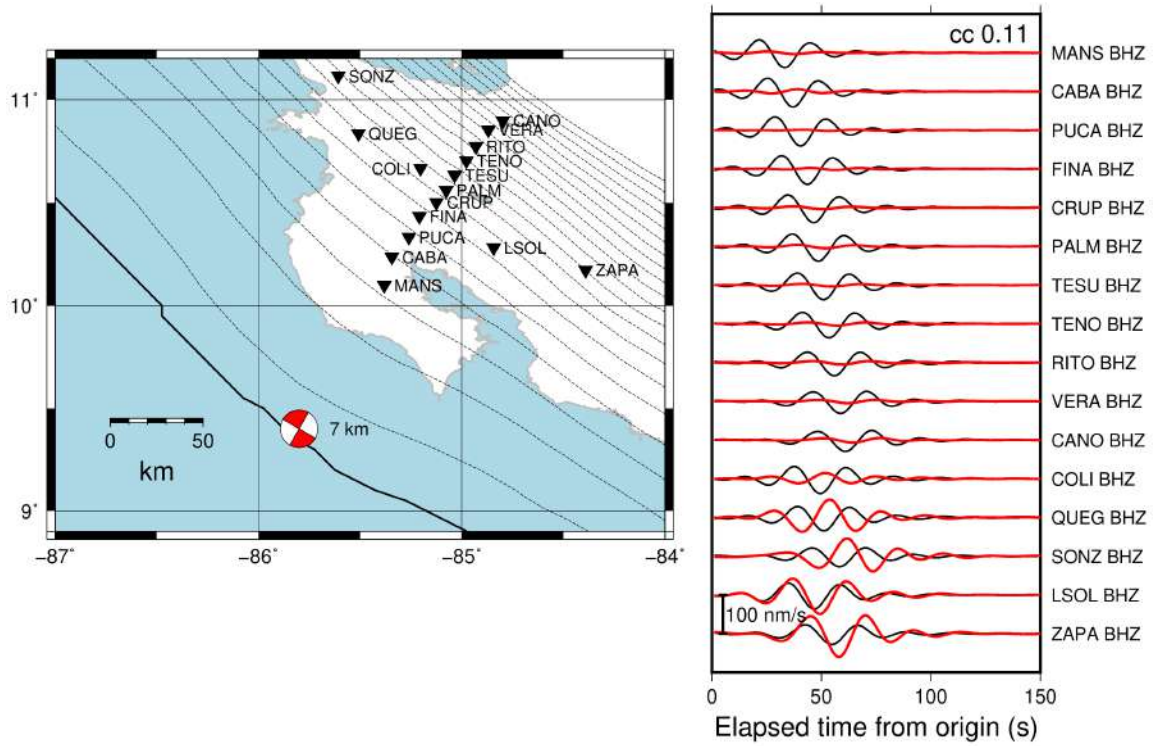 11°
10°
9°
−87°
−86°
−85°
−84°
SONZ
QUEG
CANO
VERA
RITO
COLI
TENO
TESU
PALM
CRUP
FINA
PUCA
LSOL
CABA
ZAPA
MANS
7 km
0 50
km
cc 0.11
MANS BHZ
CABA BHZ
PUCA BHZ
FINA BHZ
CRUP BHZ
PALM BHZ
TESU BHZ
TENO BHZ
RITO BHZ
VERA BHZ
CANO BHZ
COLI BHZ
QUEG BHZ
SONZ BHZ
LSOL BHZ
100 nm/s
ZAPA BHZ
0 50 100 150
Elapsed time from origin (s)